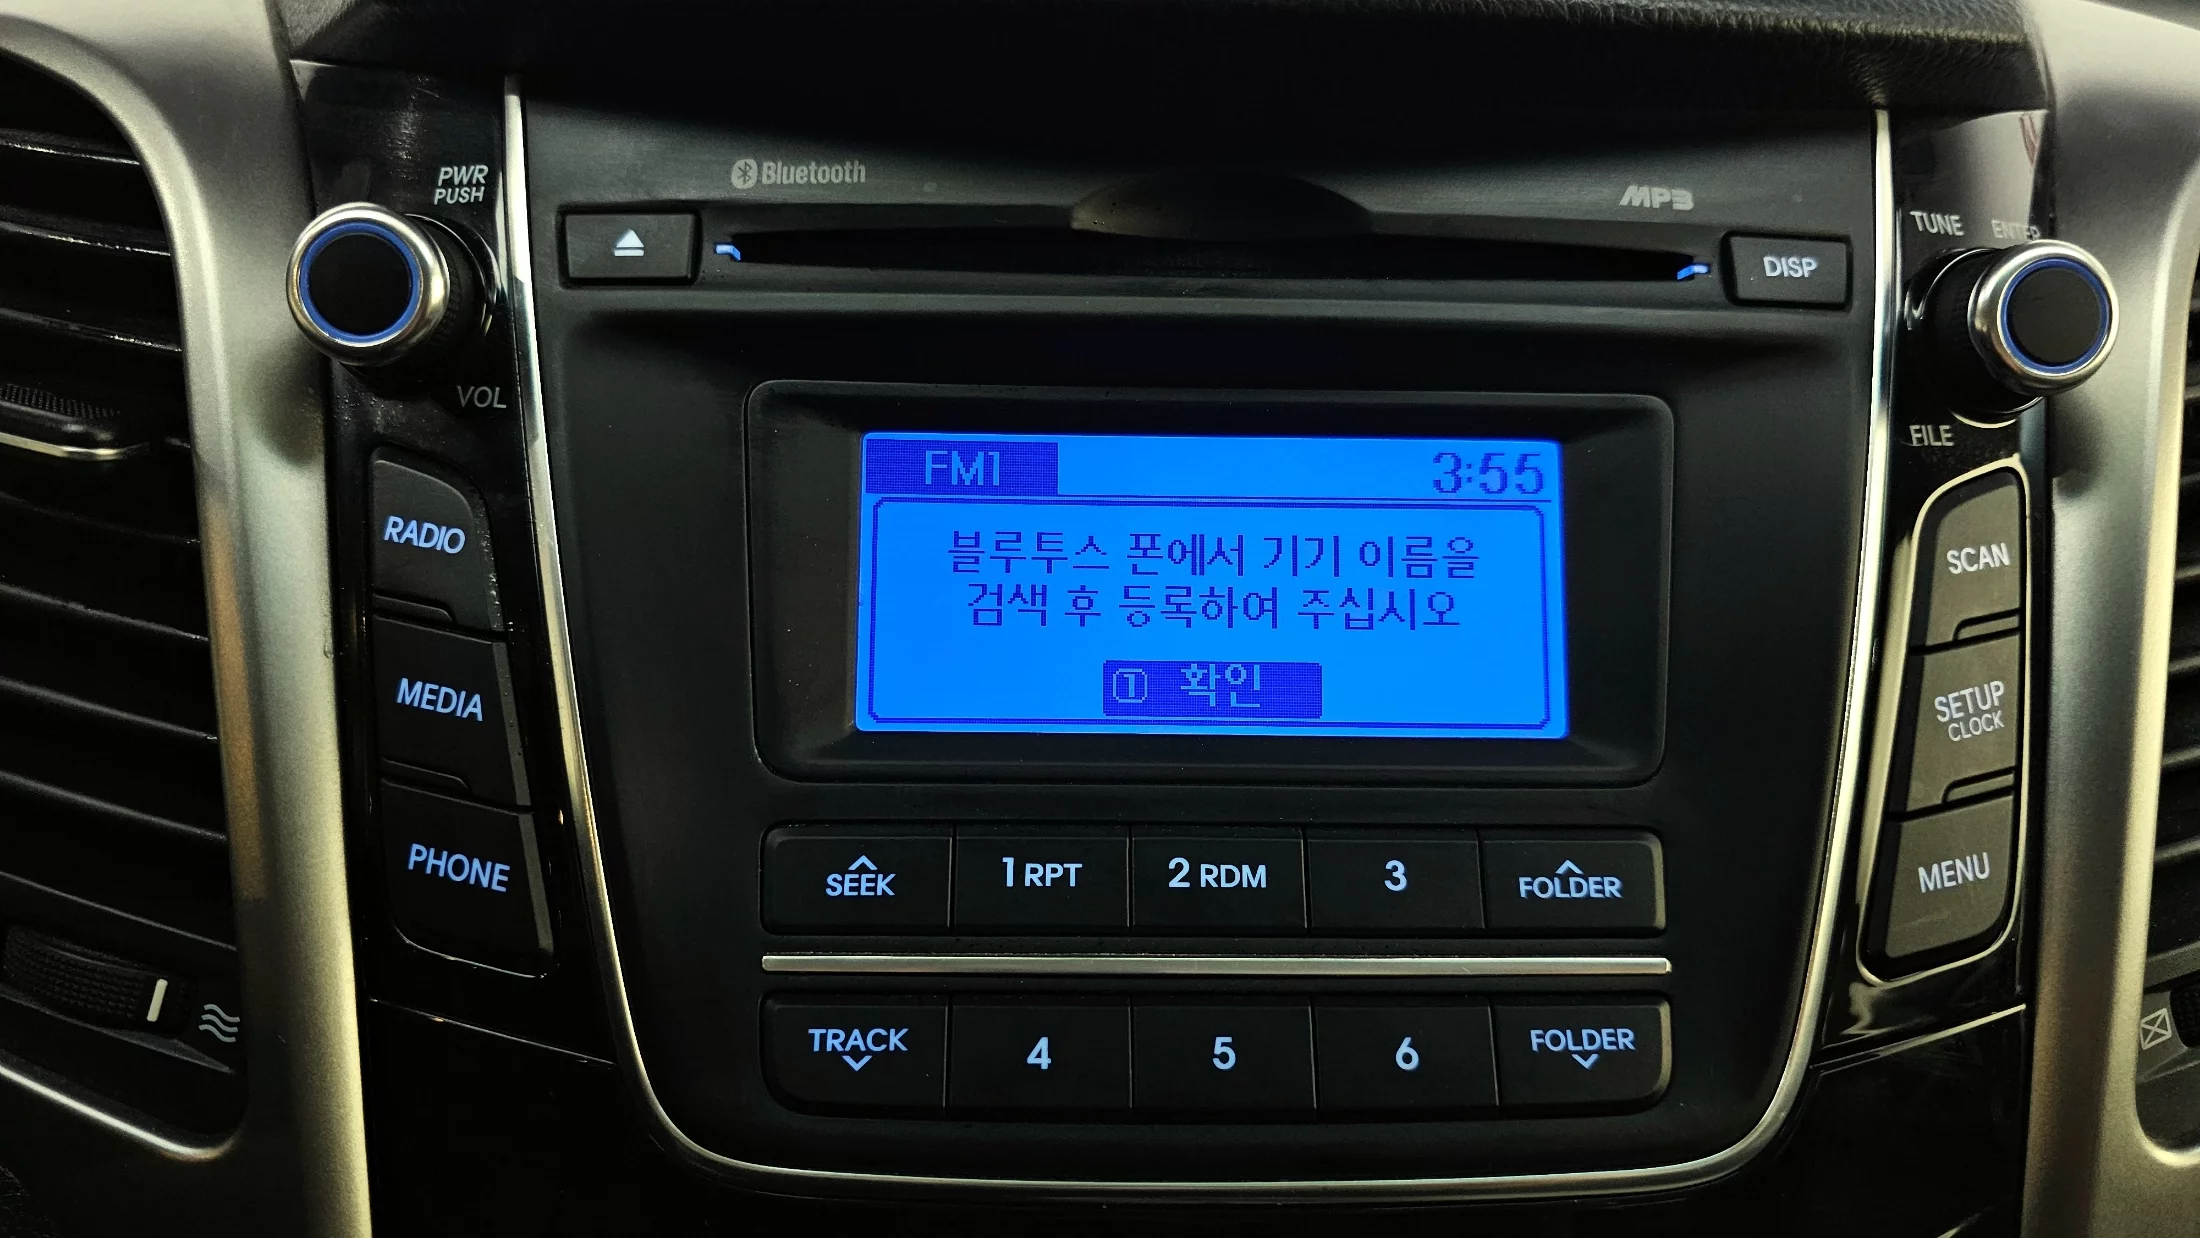 PWR
PUSH
Bluetooth
MP3
TUNE
ENTER
DISP
VOL
FILE
FM1
3:55
블루투스 폰에서 기기 이름을
검색 후 등록하여 주십시오
① 확인
RADIO
MEDIA
PHONE
SCAN
SETUP
CLOCK
MENU
SEEK
1 RPT
2 RDM
3
FOLDER
TRACK
4
5
6
FOLDER